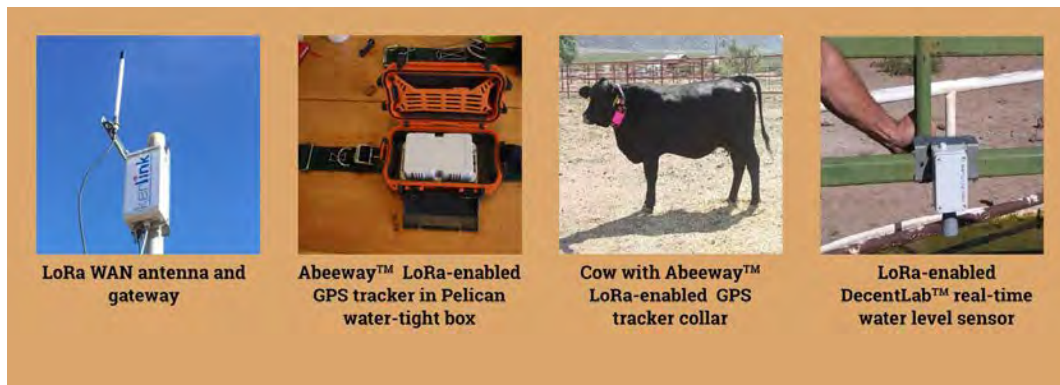 kerlink
LoRa WAN antenna and
gateway
Abeeway™ LoRa-enabled
GPS tracker in Pelican
water-tight box
Cow with Abeeway™
LoRa-enabled GPS
tracker collar
LoRa-enabled
DecentLab™ real-time
water level sensor